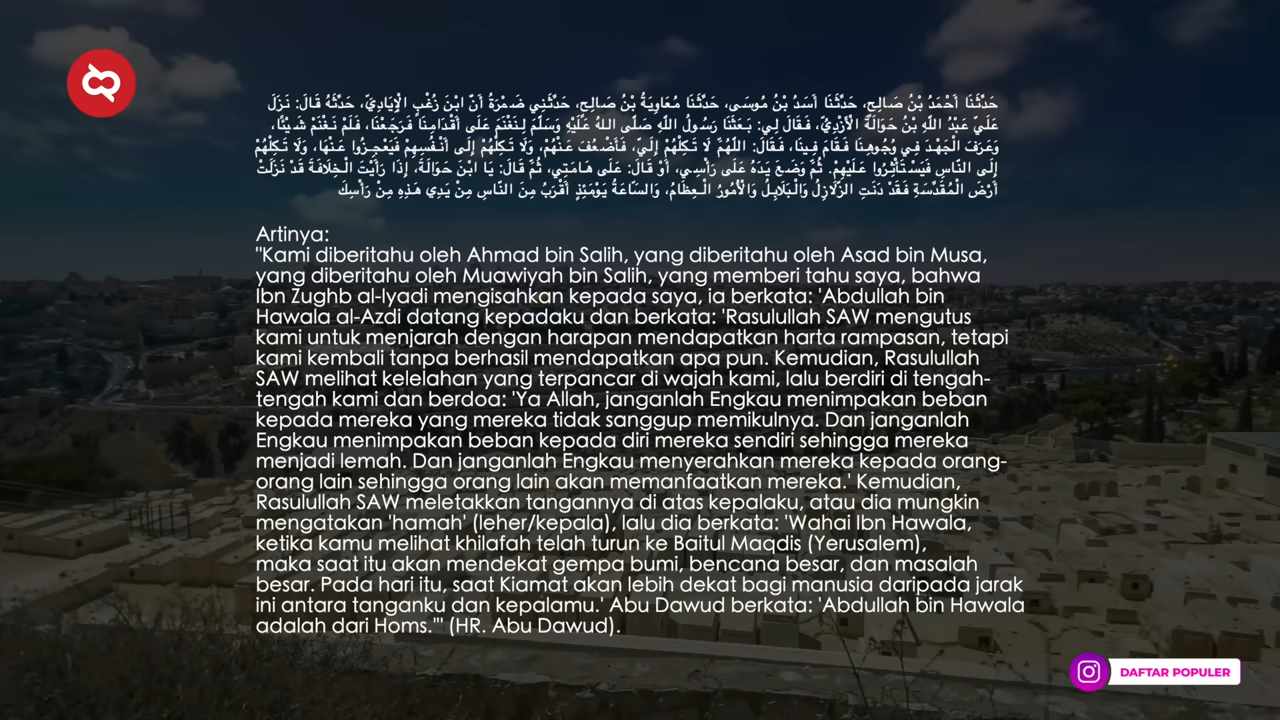 حَدَّثَنَا أَحْمَدُ بْنُ صَالِحٍ، حَدَّثَنَا أَسَدُ بْنُ مُوسَى، حَدَّثَنَا مُعَاوِيَةُ بْنُ صَالِحٍ، حَدَّثَنِي ضَمْرَةُ أَنَّ ابْنَ زُغْبٍ الْإِيَادِيَّ، حَدَّثَهُ قَالَ: نَزَلَ
عَلَيَّ عَبْدُ اللَّهِ بْنُ حَوَالَةَ الْأَزْدِيُّ، فَقَالَ لِي: بَعَثَنَا رَسُولُ اللَّهِ صَلَّى اللهُ عَلَيْهِ وَسَلَّمَ لِنَغْنَمَ عَلَى أَقْدَامِنَا فَرَجَعْنَا، فَلَمْ نَغْنَمْ شَيْئًا،
وَعَرَفَ الْجَهْدَ فِي وُجُوهِنَا فَقَامَ فِينَا، فَقَالَ: اللَّهُمَّ لَا تَكِلْهُمْ إِلَيَّ، فَأَضْعُفَ عَنْهُمْ، وَلَا تَكِلْهُمْ إِلَى أَنْفُسِهِمْ فَيَعْجِزُوا عَنْهَا، وَلَا تَكِلْهُمْ
إِلَى النَّاسِ فَيَسْتَأْثِرُوا عَلَيْهِمْ. ثُمَّ وَضَعَ يَدَهُ عَلَى رَأْسِي، أَوْ قَالَ: عَلَى هَامَتِي، ثُمَّ قَالَ: يَا ابْنَ حَوَالَةَ، إِذَا رَأَيْتَ الْخِلَافَةَ قَدْ نَزَلَتْ
أَرْضَ الْمُقَدَّسَةِ فَقَدْ دَنَتِ الزَّلَازِلُ وَالْبَلَابِلُ وَالْأُمُورُ الْعِظَامُ، وَالسَّاعَةُ يَوْمَئِذٍ أَقْرَبُ مِنَ النَّاسِ مِنْ يَدِي هَذِهِ مِنْ رَأْسِكَ
Artinya:
"Kami diberitahu oleh Ahmad bin Salih, yang diberitahu oleh Asad bin Musa,
yang diberitahu oleh Muawiyah bin Salih, yang memberi tahu saya, bahwa
Ibn Zughb al-Iyadi mengisahkan kepada saya, ia berkata: 'Abdullah bin
Hawala al-Azdi datang kepadaku dan berkata: 'Rasulullah SAW mengutus
kami untuk menjarah dengan harapan mendapatkan harta rampasan, tetapi
kami kembali tanpa berhasil mendapatkan apa pun. Kemudian, Rasulullah
SAW melihat kelelahan yang terpancar di wajah kami, lalu berdiri di tengah-
tengah kami dan berdoa: 'Ya Allah, janganlah Engkau menimpakan beban
kepada mereka yang mereka tidak sanggup memikulnya. Dan janganlah
Engkau menimpakan beban kepada diri mereka sendiri sehingga mereka
menjadi lemah. Dan janganlah Engkau menyerahkan mereka kepada orang-
orang lain sehingga orang lain akan memanfaatkan mereka.' Kemudian,
Rasulullah SAW meletakkan tangannya di atas kepalaku, atau dia mungkin
mengatakan 'hamah' (leher/kepala), lalu dia berkata: 'Wahai Ibn Hawala,
ketika kamu melihat khilafah telah turun ke Baitul Maqdis (Yerusalem),
maka saat itu akan mendekat gempa bumi, bencana besar, dan masalah
besar. Pada hari itu, saat Kiamat akan lebih dekat bagi manusia daripada jarak
ini antara tanganku dan kepalamu.' Abu Dawud berkata: 'Abdullah bin Hawala
adalah dari Homs.'" (HR. Abu Dawud).
DAFTAR POPULER